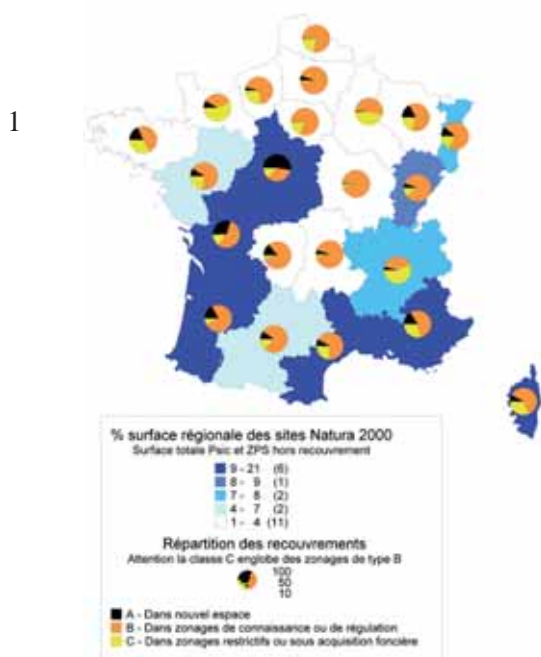 1
% surface régionale des sites Natura 2000
Surface totale Psic et ZPS hors recouvrement
9 - 21 (6)
8 - 9 (1)
7 - 8 (2)
4 - 7 (2)
1 - 4 (11)
Répartition des recouvrements
Attention la classe C englobe des zonages de type B
100
50
10
A - Dans nouvel espace
B - Dans zonages de connaissance ou de régulation
C - Dans zonages restrictifs ou sous acquisition foncière